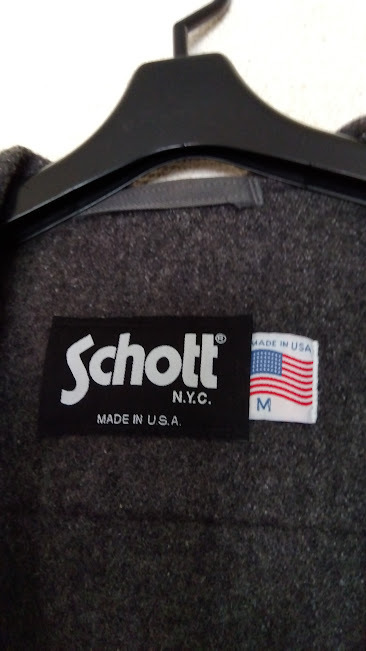 Schott®
N.Y.C.
MADE IN U.S.A.
MADE IN USA
M